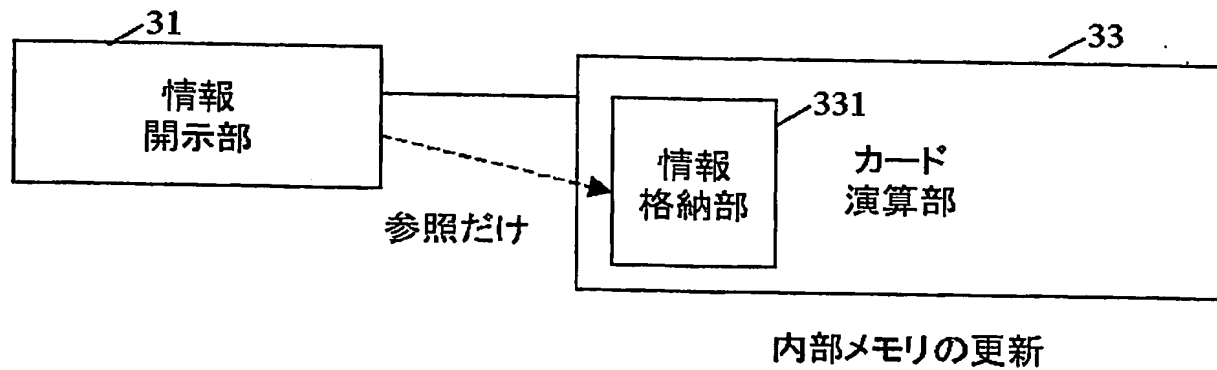 31
情報
開示部
参照だけ
33
331
情報
格納部
カード
演算部
内部メモリの更新